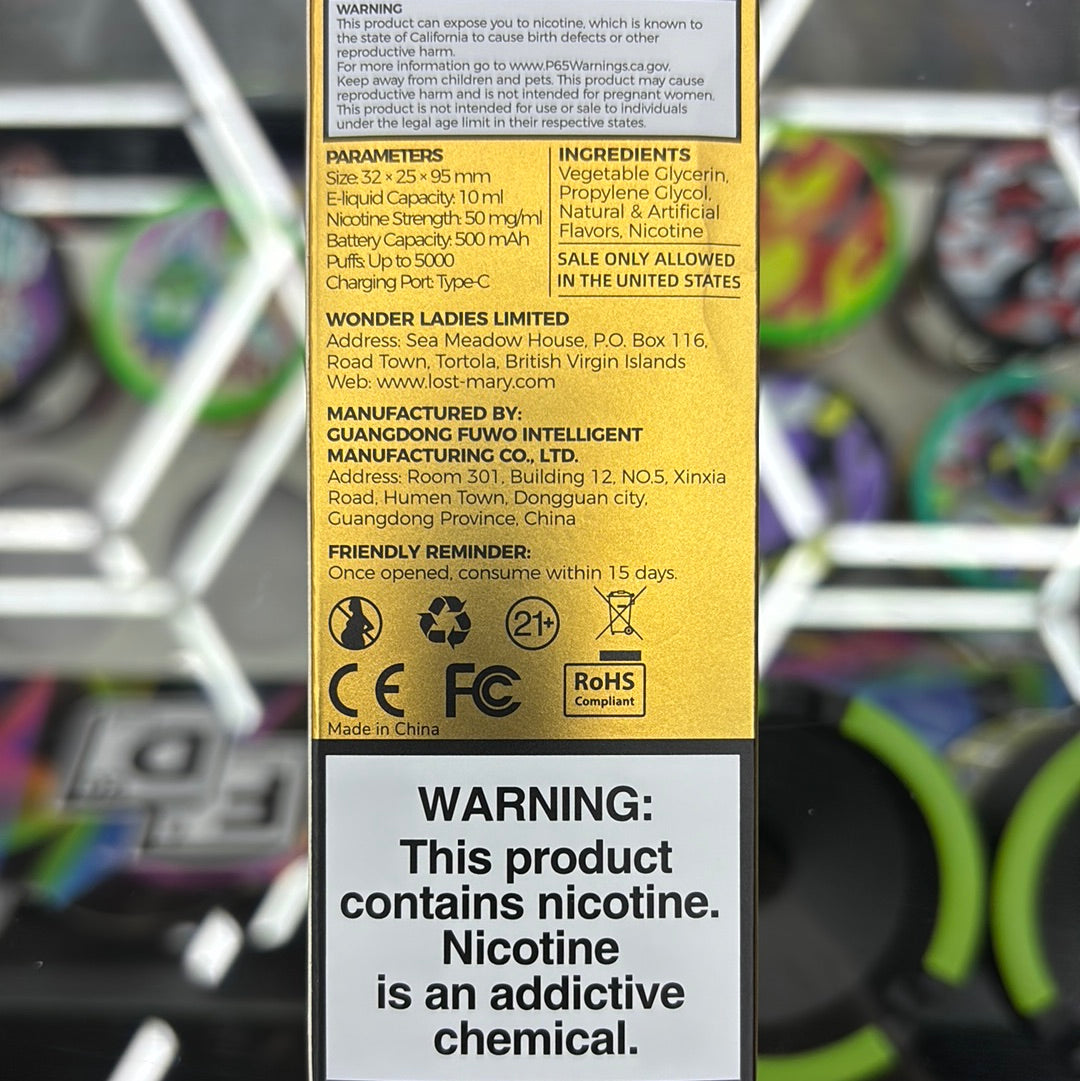 WARNING
This product can expose you to nicotine, which is known to
the state of California to cause birth defects or other
reproductive harm.
For more information go to www.P65Warnings.ca.gov.
Keep away from children and pets. This product may cause
reproductive harm and is not intended for pregnant women.
This product is not intended for use or sale to individuals
under the legal age limit in their respective states.
PARAMETERS
Size: 32 × 25 × 95 mm
E-liquid Capacity: 10 ml
Nicotine Strength: 50 mg/ml
Battery Capacity: 500 mAh
Puffs: Up to 5000
Charging Port: Type-C
INGREDIENTS
Vegetable Glycerin,
Propylene Glycol,
Natural & Artificial
Flavors, Nicotine
SALE ONLY ALLOWED
IN THE UNITED STATES
WONDER LADIES LIMITED
Address: Sea Meadow House, P.O. Box 116,
Road Town, Tortola, British Virgin Islands
Web: www.lost-mary.com
MANUFACTURED BY:
GUANGDONG FUWO INTELLIGENT
MANUFACTURING CO., LTD.
Address: Room 301, Building 12, NO.5, Xinxia
Road, Humen Town, Dongguan city,
Guangdong Province, China
FRIENDLY REMINDER:
Once opened, consume within 15 days.
21+
CE FC RoHS
Compliant
Made in China
WARNING:
This product
contains nicotine.
Nicotine
is an addictive
chemical.